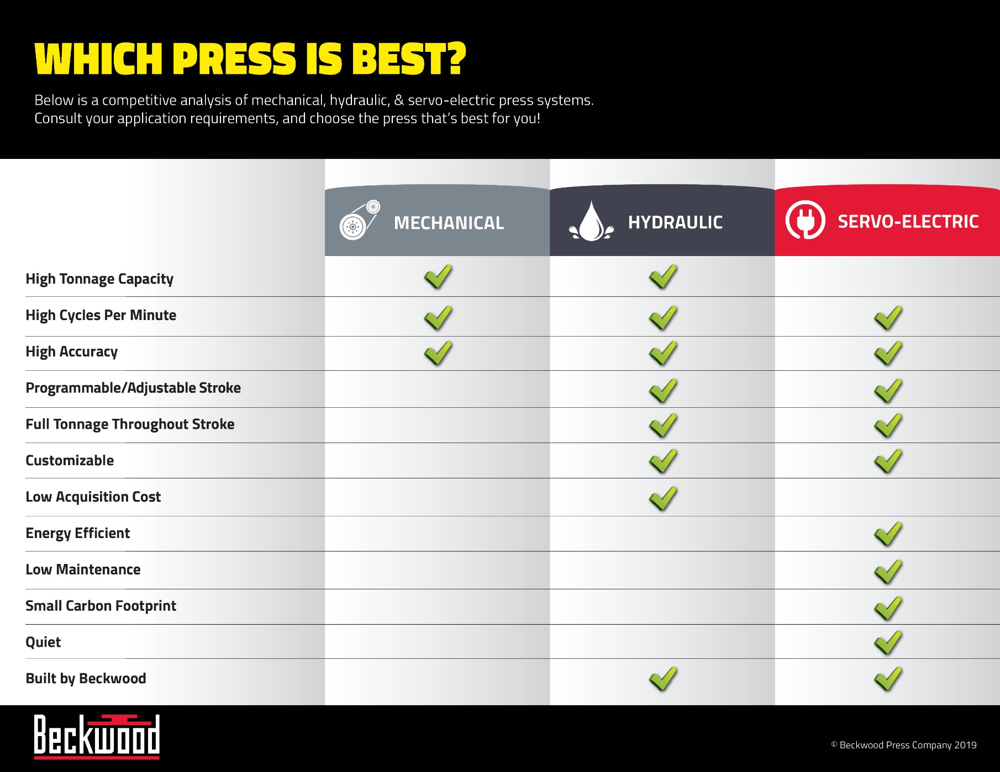 WHICH PRESS IS BEST?
Below is a competitive analysis of mechanical, hydraulic, & servo-electric press systems.
Consult your application requirements, and choose the press that's best for you!
MECHANICAL
HYDRAULIC
SERVO-ELECTRIC
High Tonnage Capacity
High Cycles Per Minute
High Accuracy
Programmable/Adjustable Stroke
Full Tonnage Throughout Stroke
Customizable
Low Acquisition Cost
Energy Efficient
Low Maintenance
Small Carbon Footprint
Quiet
Built by Beckwood
Beckwood
© Beckwood Press Company 2019